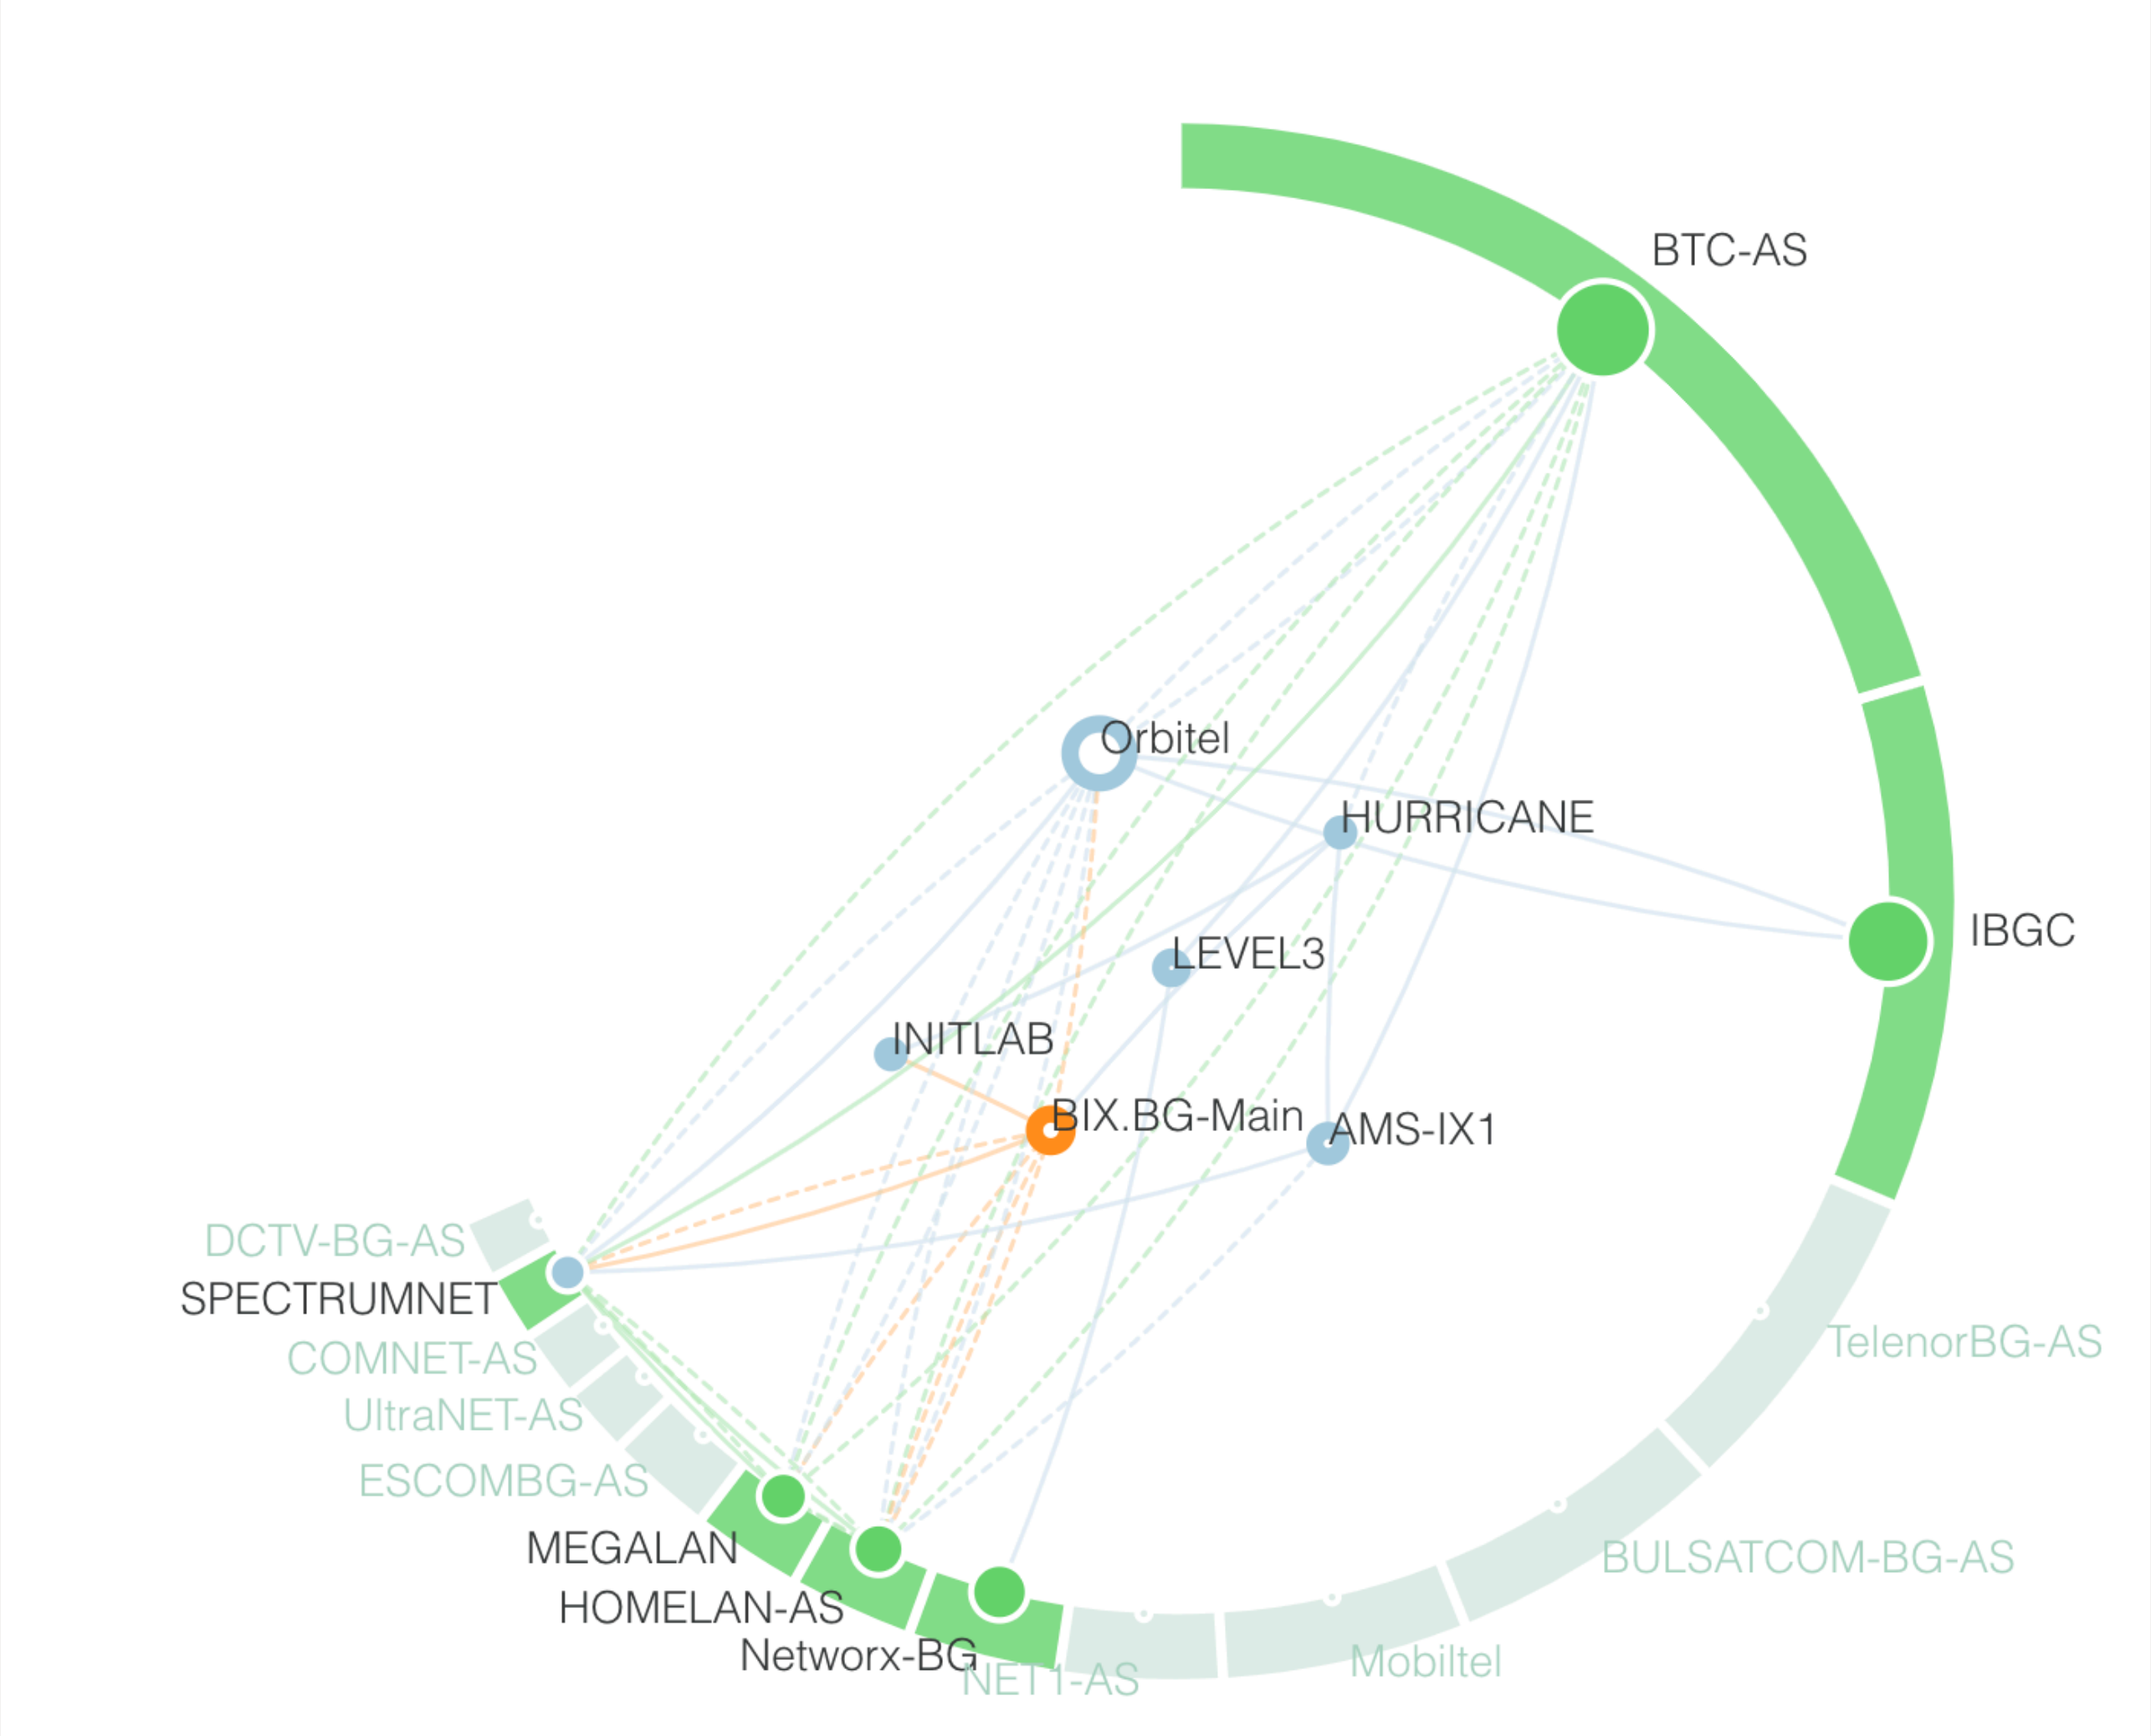 BTC-AS
Orbitel
HURRICANE
IBGC
LEVEL3
INITLAB
BIX.BG-Main
AMS-IX1
DCTV-BG-AS
SPECTRUMNET
TelenorBG-AS
COMNET-AS
UltraNET-AS
ESCOMBG-AS
MEGALAN
BULSATCOM-BG-AS
HOMELAN-AS
Networx-BG
Mobiltel
NET1-AS